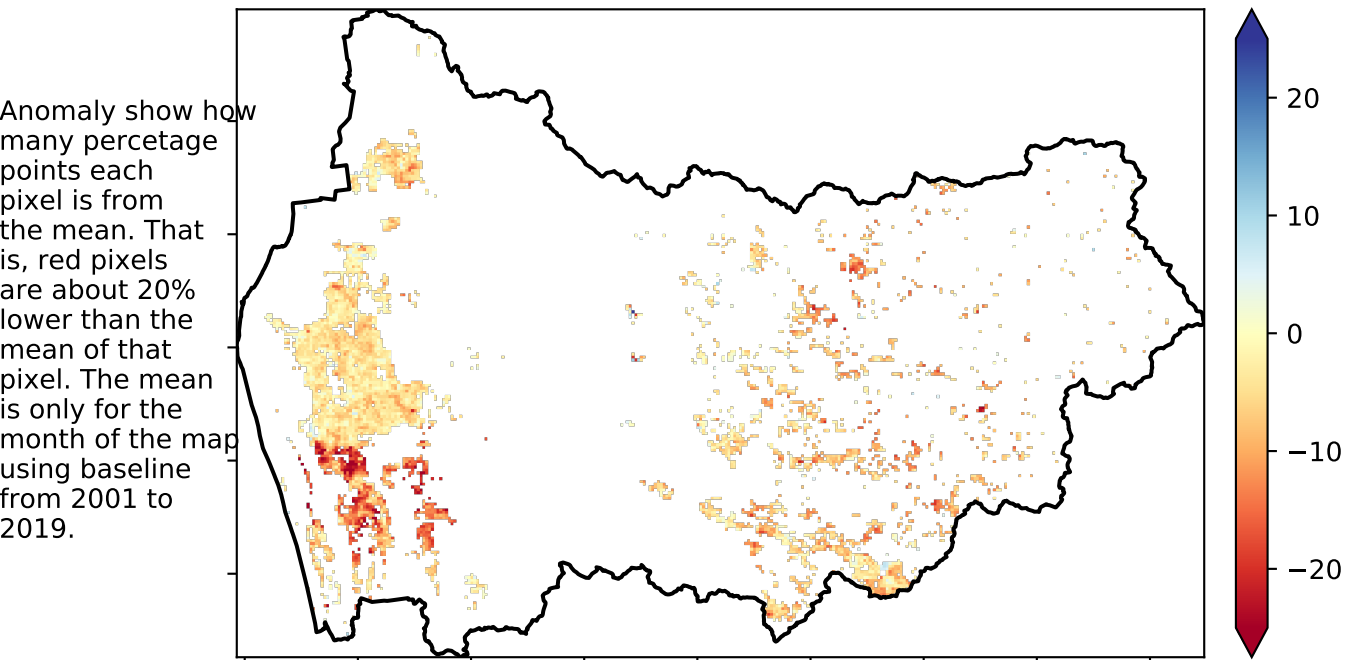 Anomaly show how
many percetage
points each
pixel is from
the mean. That
is, red pixels
are about 20%
lower than the
mean of that
pixel. The mean
is only for the
month of the map
using baseline
from 2001 to
2019.
20
10
0
−10
−20